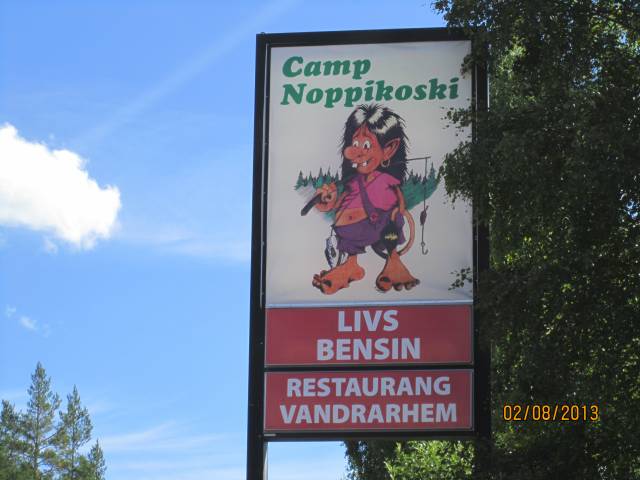 Camp
Noppikoski
LIVS
BENSIN
RESTAURANG
VANDRARHEM
02/08/2013